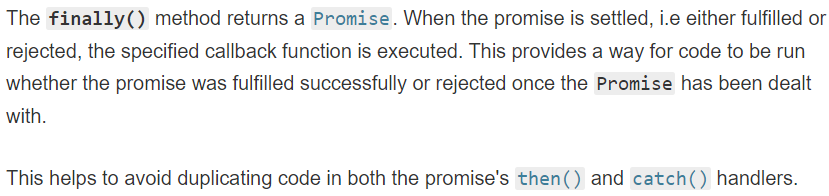 The finally() method returns a Promise. When the promise is settled, i.e either fulfilled or
rejected, the specified callback function is executed. This provides a way for code to be run
whether the promise was fulfilled successfully or rejected once the Promise has been dealt
with.
This helps to avoid duplicating code in both the promise's then() and catch() handlers.